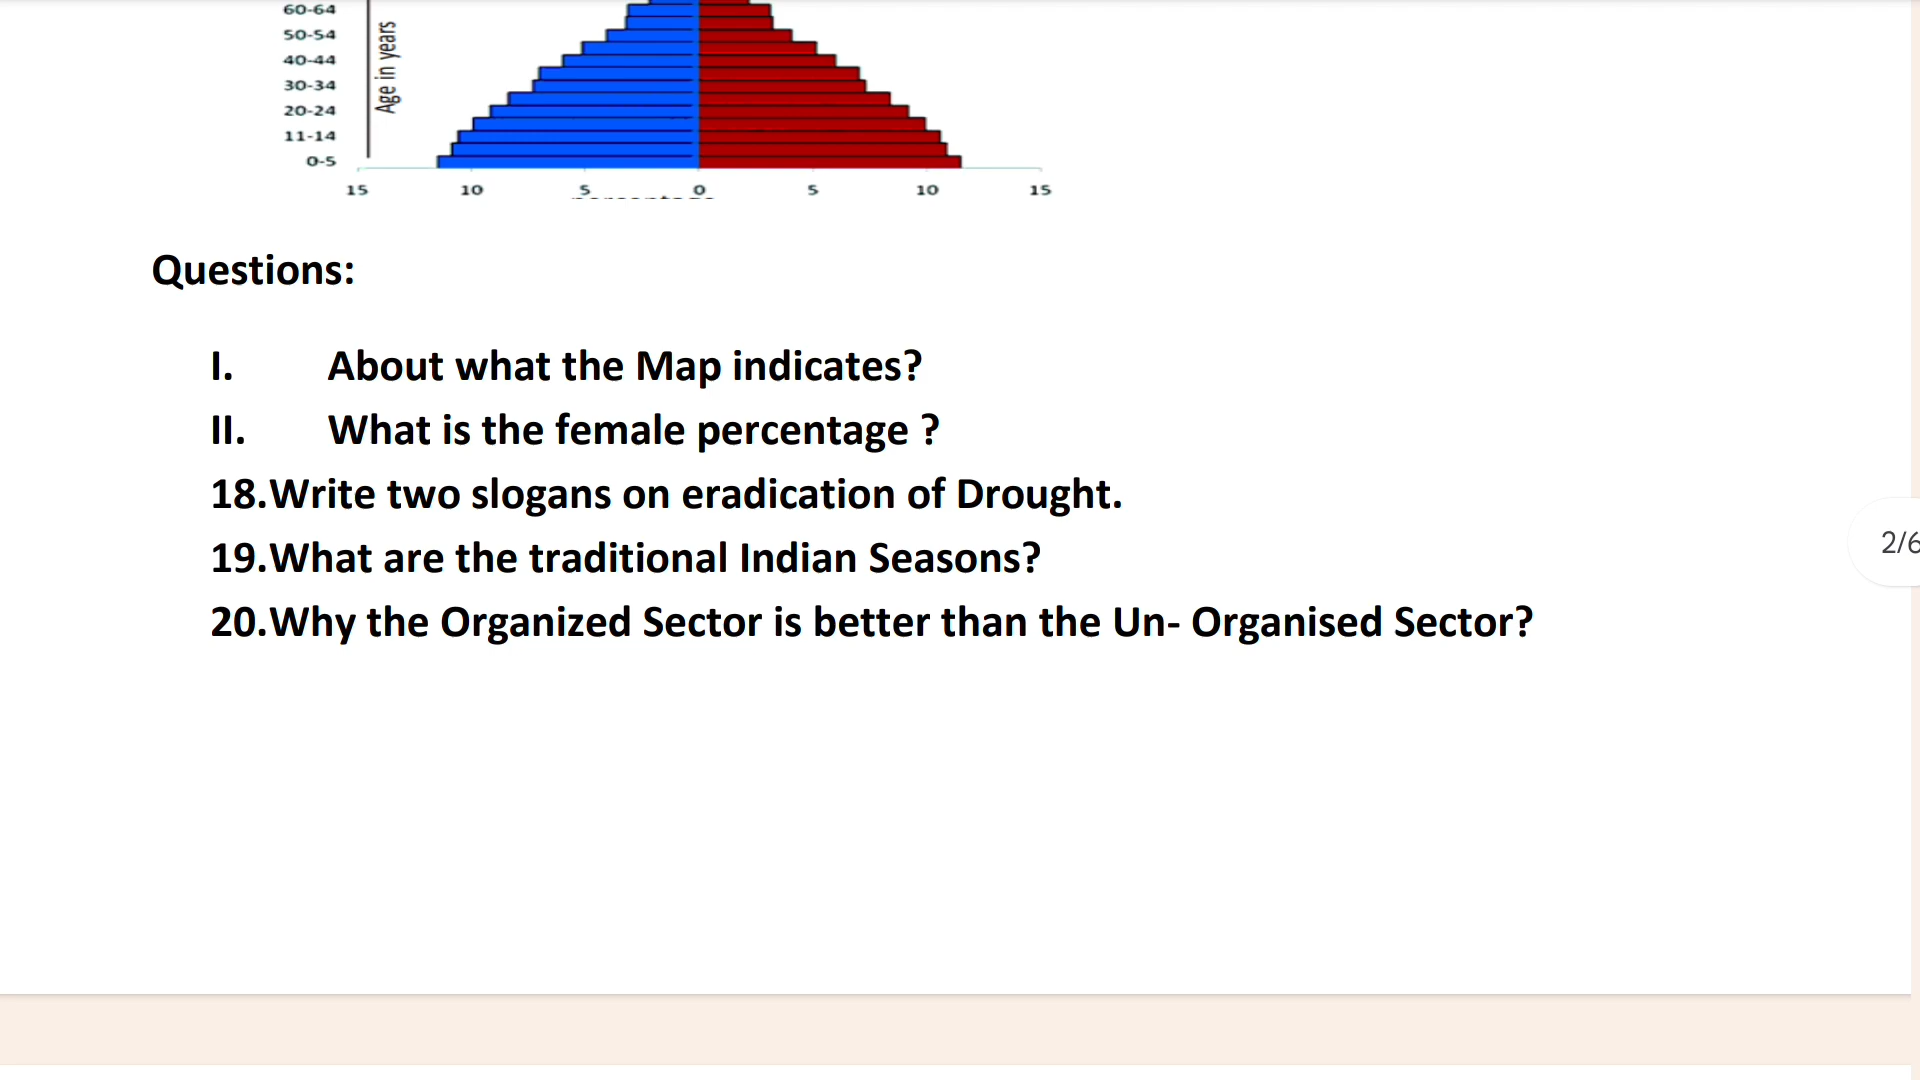 60-64
50-54
40-44
30-34
20-24
11-14
0-5
Age in years
15 10 5 0 5 10 15
Questions:
I. About what the Map indicates?
II. What is the female percentage ?
18.Write two slogans on eradication of Drought.
19.What are the traditional Indian Seasons?
20.Why the Organized Sector is better than the Un- Organised Sector?
2/6